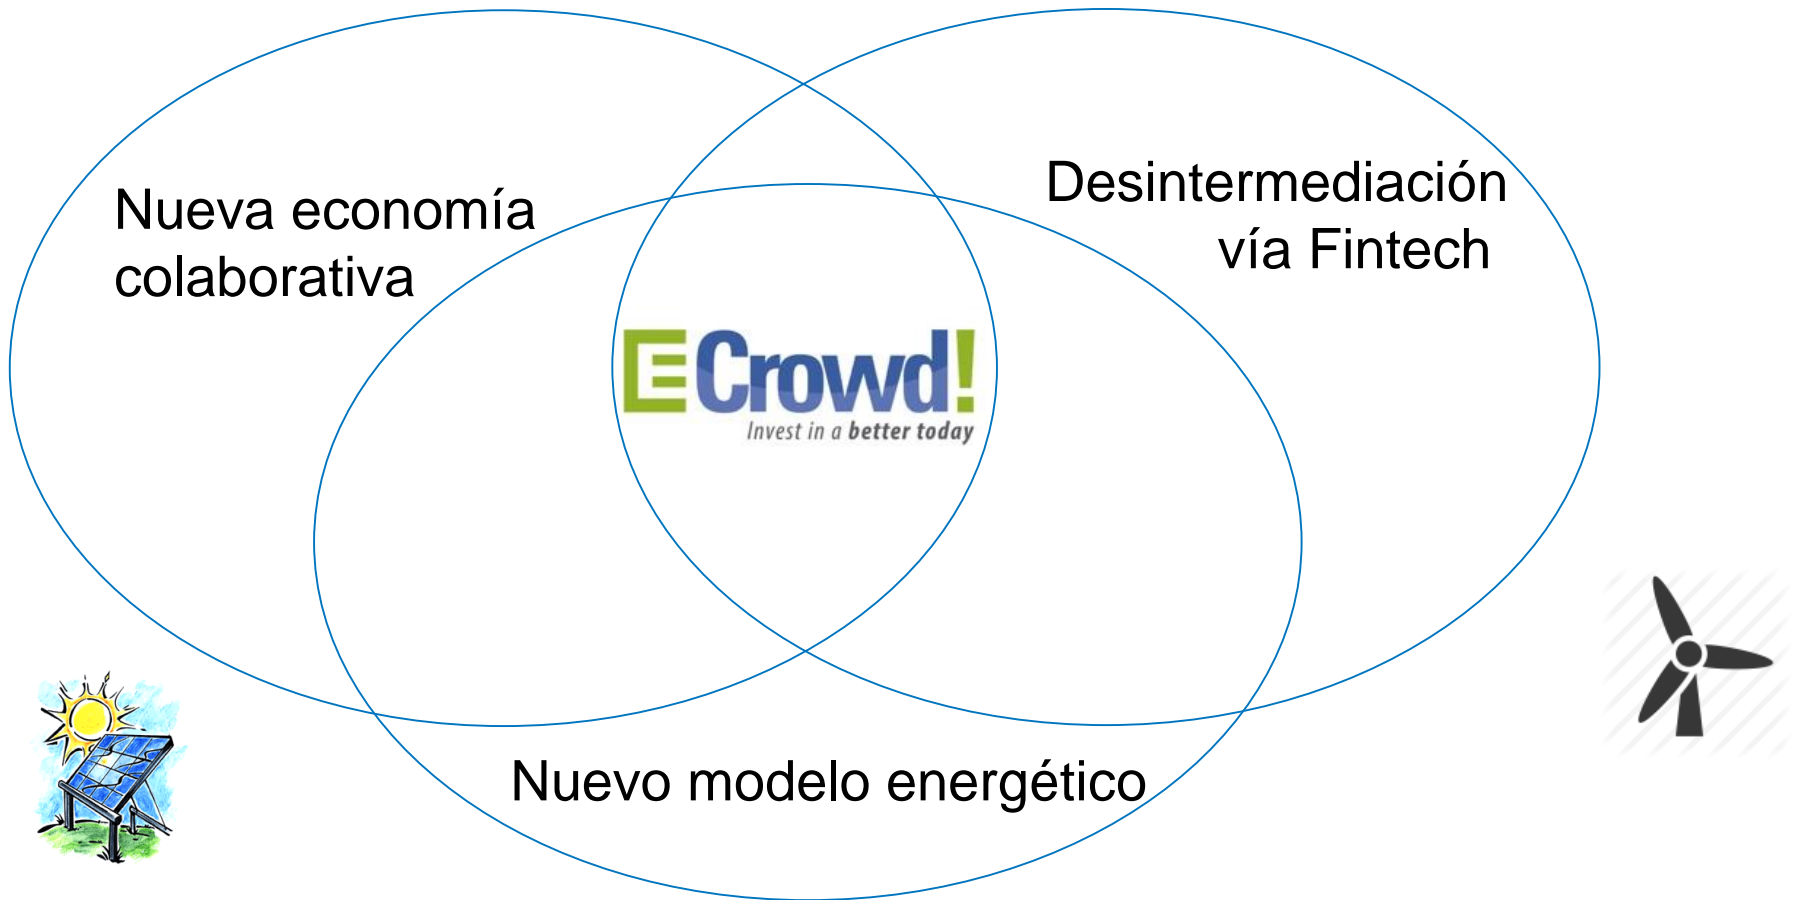 Nueva economía
colaborativa
Desintermediación
vía Fintech
ECrowd!
Invest in a better today
Nuevo modelo energético